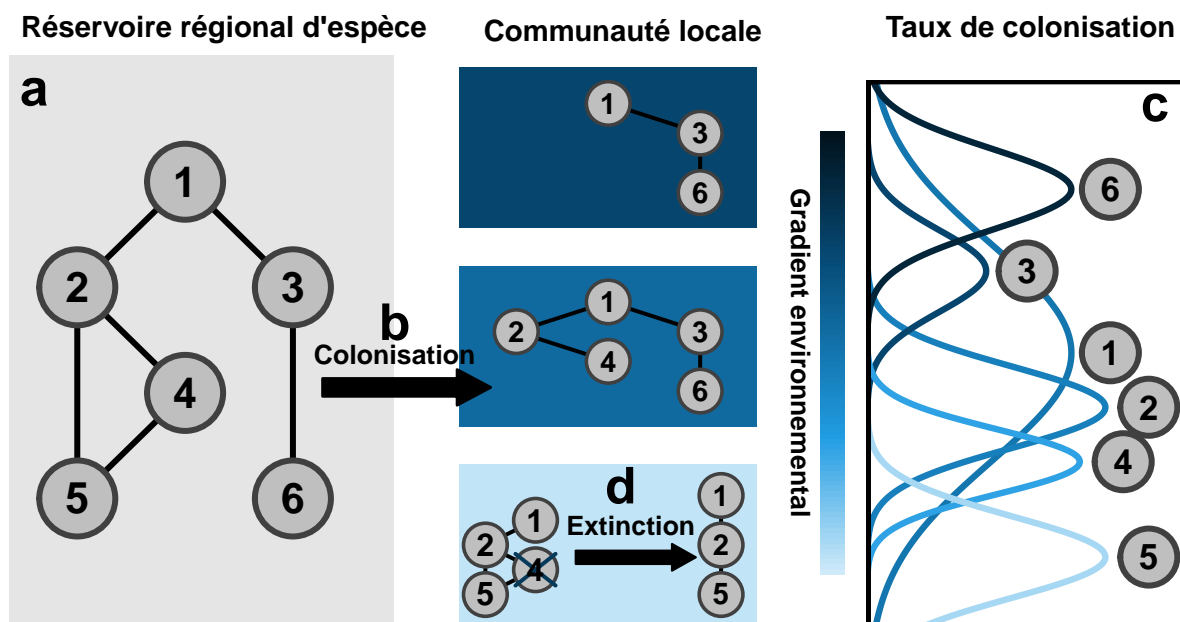 Réservoire régional d'espèce
Communauté locale
Taux de colonisation
a
1
2
3
4
5
6
b
Colonisation
1
3
6
1
2
3
4
6
d
Extinction
1
2
4
5
1
2
5
Gradient environnemental
c
6
3
1
2
4
5